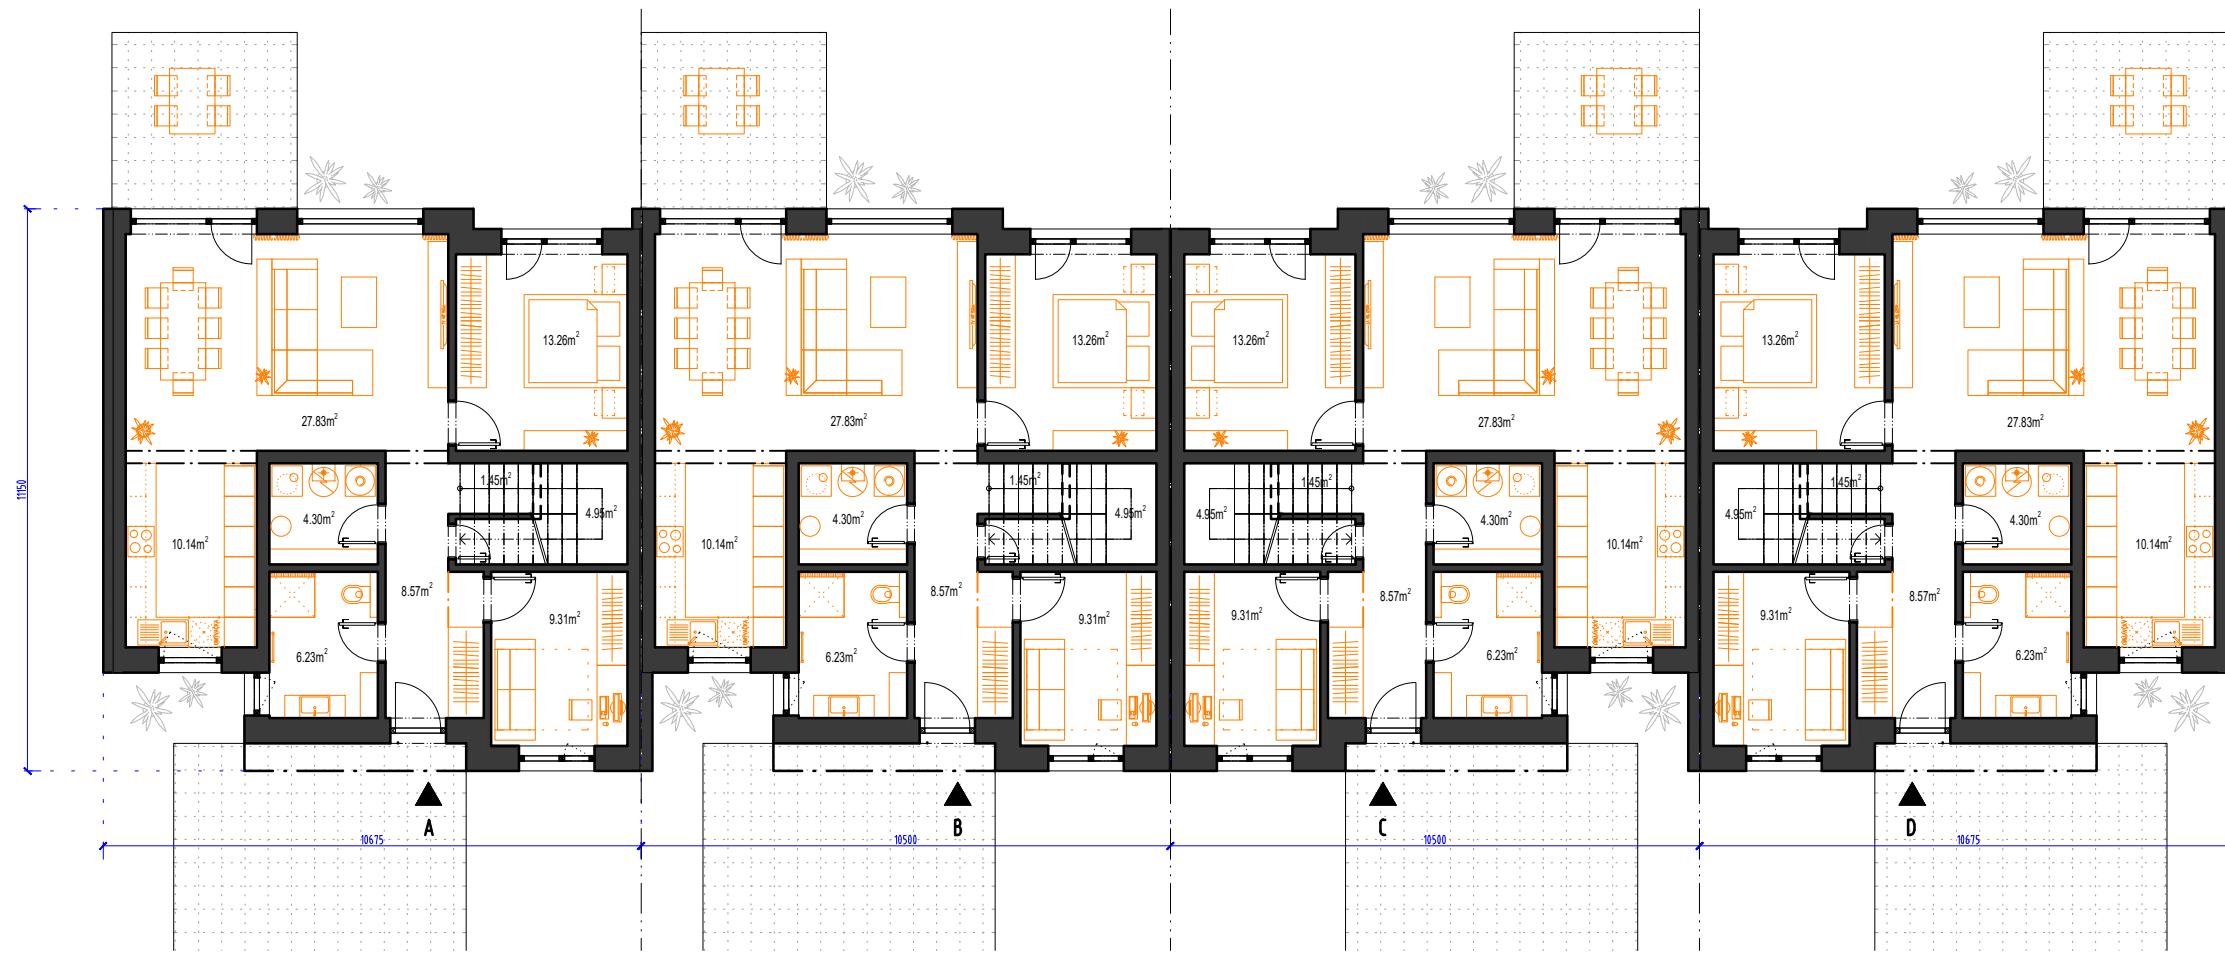 13.26m² 13.26m² 13.26m² 13.26m²
27.83m² 27.83m² 27.83m² 27.83m²
1.45m² 1.45m² 1.45m² 1.45m²
11150
4.30m² 4.95m² 4.30m² 4.95m² 4.95m² 4.30m² 4.95m² 4.30m²
10.14m² 10.14m² 10.14m² 10.14m²
8.57m² 8.57m² 8.57m² 8.57m²
9.31m² 9.31m² 9.31m² 9.31m²
6.23m² 6.23m² 6.23m² 6.23m²
A B C D
10675 10500 10500 10675